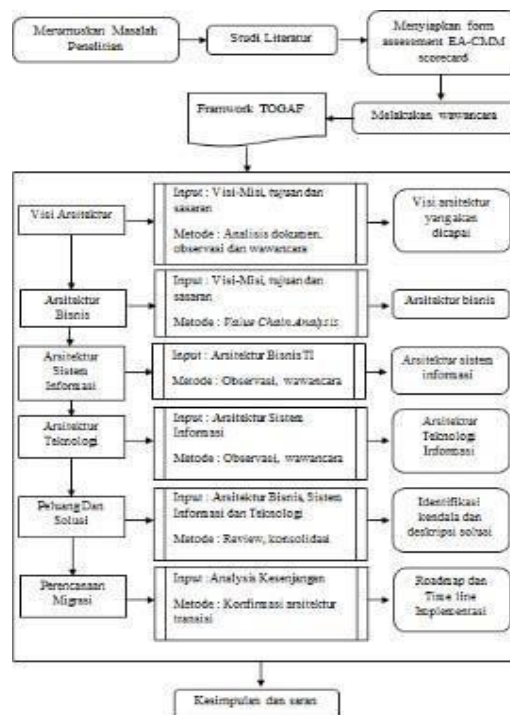 Merumuskan Masalah
Penelitian
Studi Literatur
Menyiapkan form
assessment EA-CMM
scorecard
Melakukan wawancara
Framwork TOGAF
Visi Arsitektur
Input : Visi-Misi, tujuan dan
sasaran
Metode : Analisis dokumen,
observasi dan wawancara
Visi arsitektur
yang akan
dicapai
Arsitektur
Bisnis
Input : Visi-Misi, tujuan dan
sasaran
Metode : Value Chain Analysis
Arsitektur bisnis
Arsitektur
Sistem
Informasi
Input : Arsitektur Bisnis TI
Metode : Observasi, wawancara
Arsitektur sistem
informasi
Arsitektur
Teknologi
Input : Arsitektur Sistem
Informasi
Metode : Observasi, wawancara
Arsitektur
Teknologi
Informasi
Peluang Dan
Solusi
Input : Arsitektur Bisnis, Sistem
Informasi dan Teknologi
Metode : Review, konsolidasi
Identifikasi
kendala dan
deskripsi solusi
Perencanaan
Migrasi
Input : Analysis Kesenjangan
Metode : Konfirmasi arsitektur
transisi
Roadmap dan
Time line
Implementasi
Kesimpulan dan saran